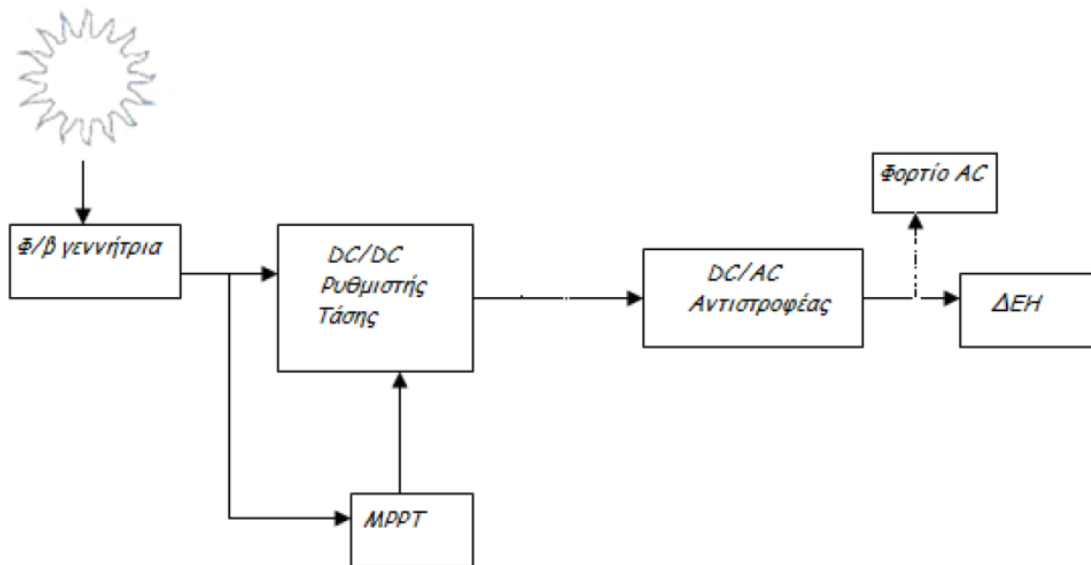 Φορτίο AC
Φ/β γεννήτρια
DC/DC
Ρυθμιστής
Τάσης
DC/AC
Αντιστροφέας
ΔΕΗ
MPPT